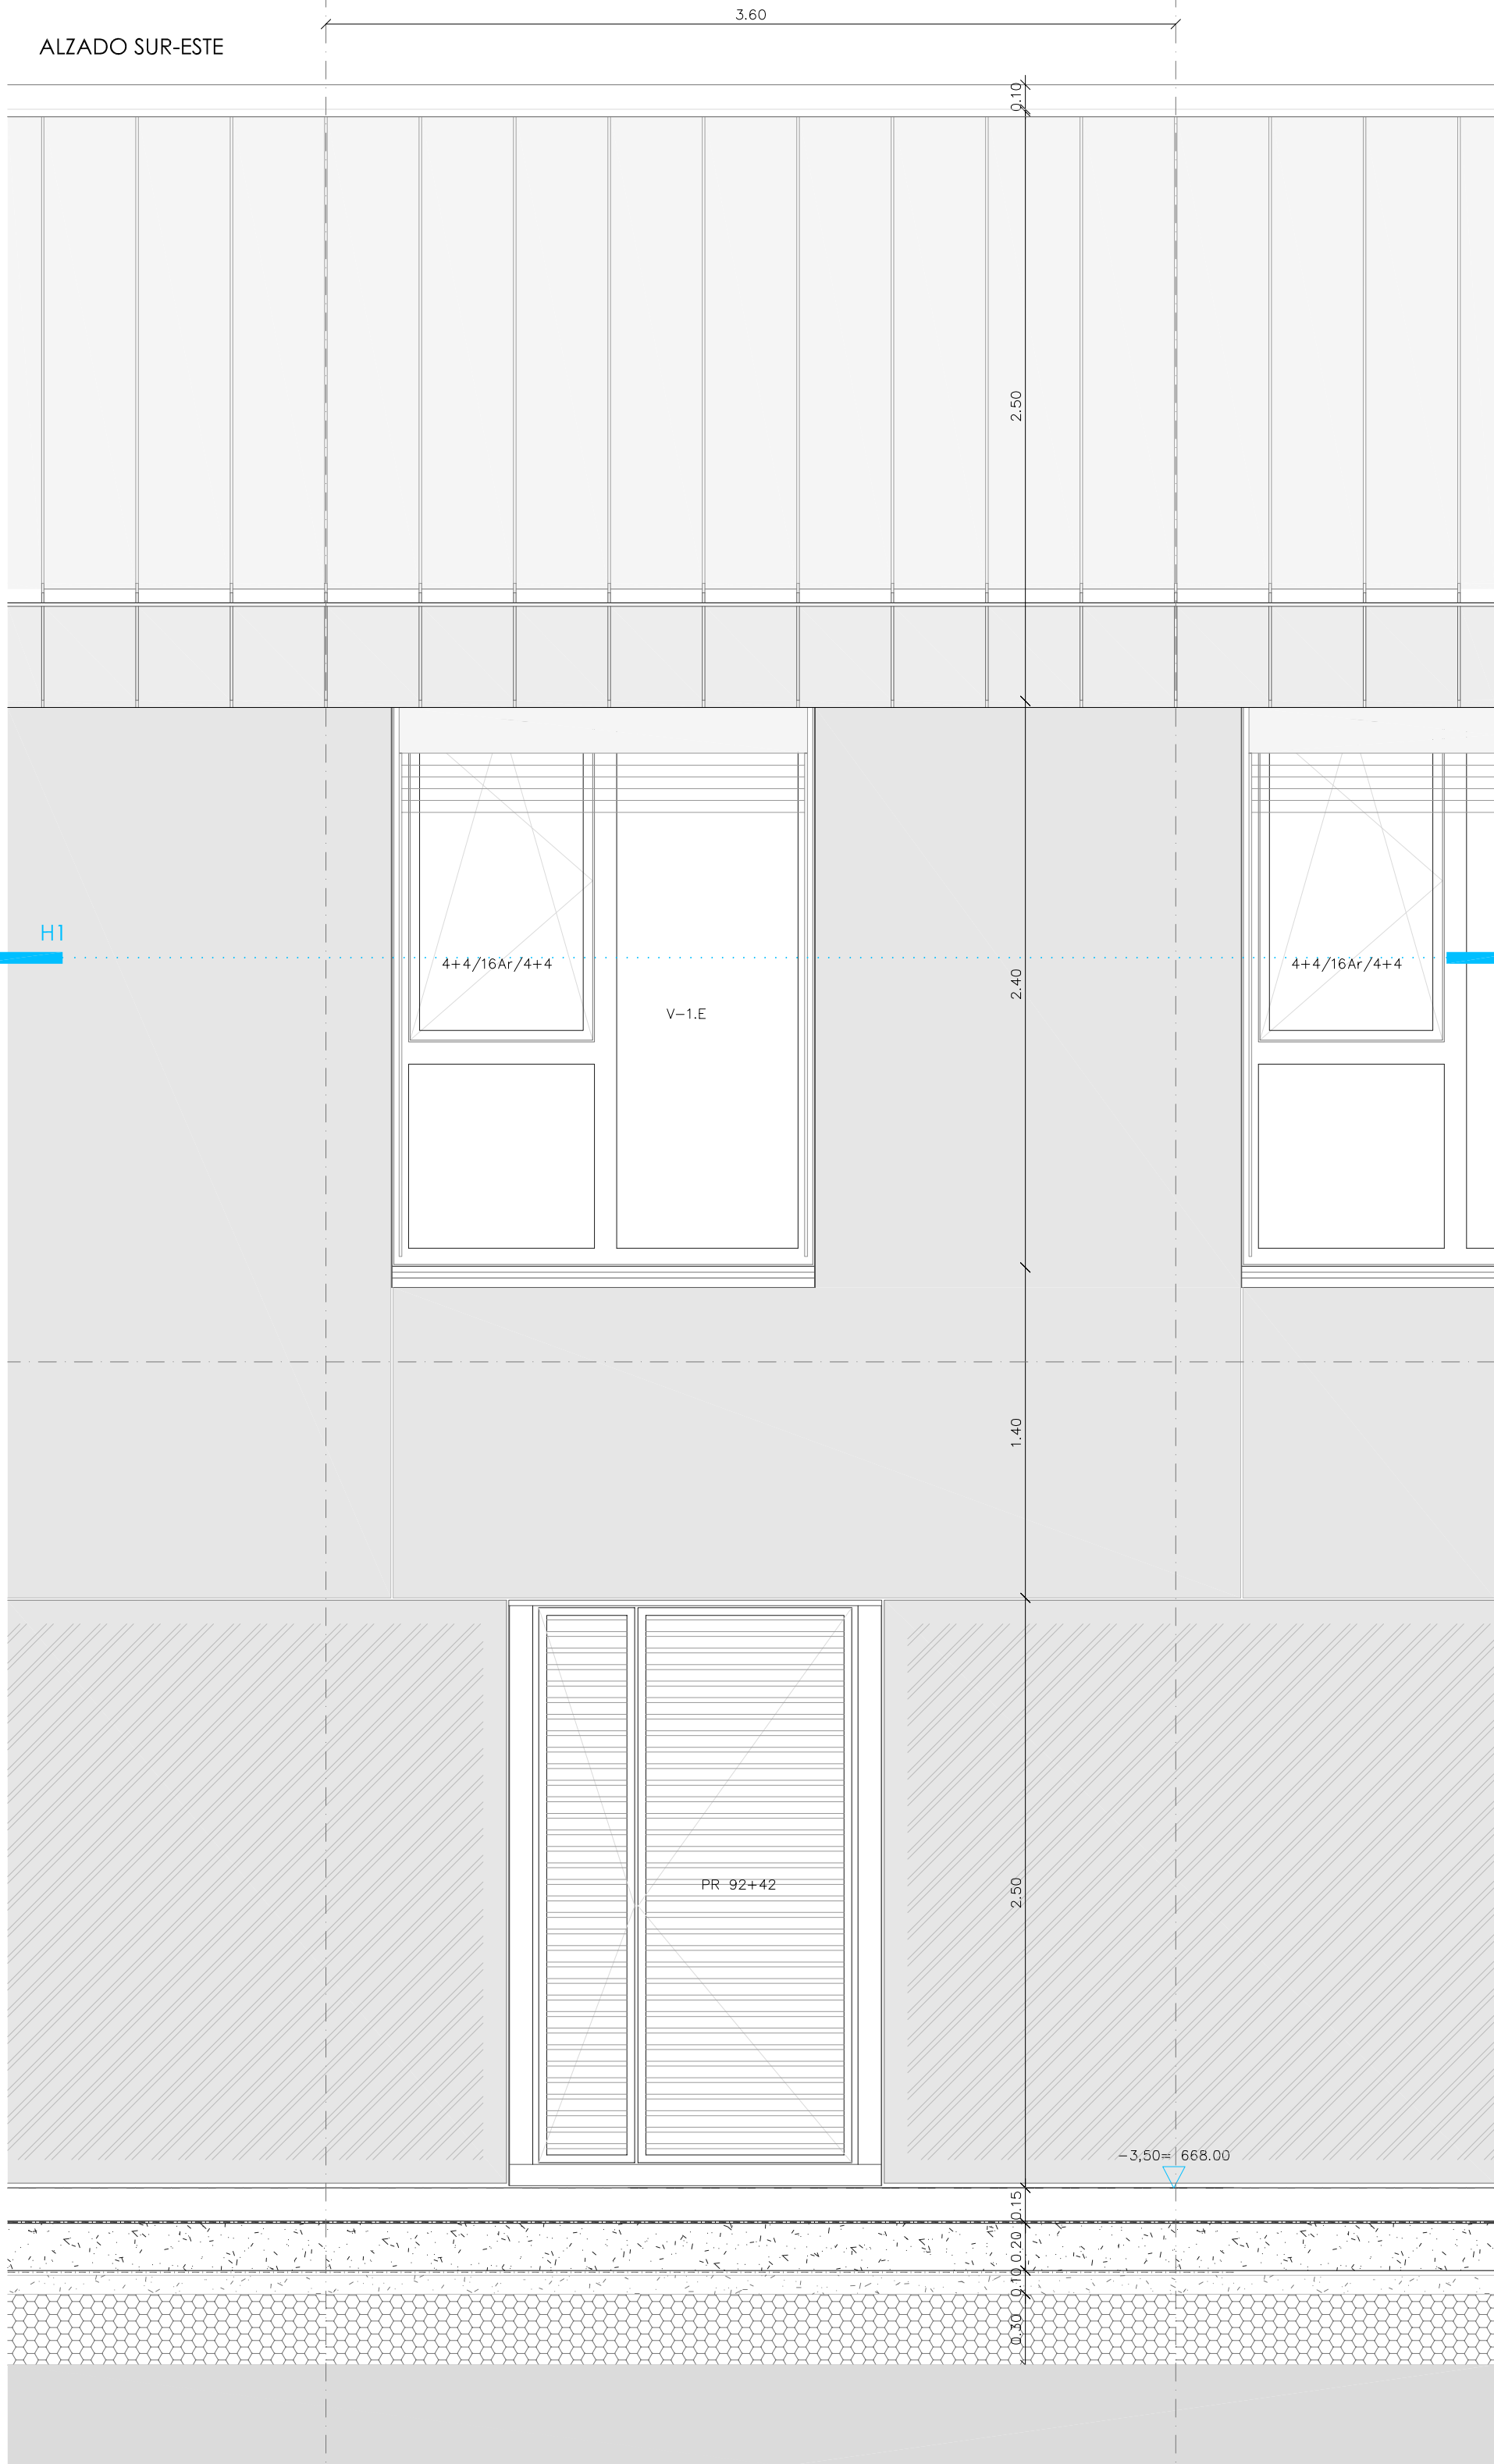 3.60
ALZADO SUR-ESTE
0.10
2.50
H1
4+4/16Ar/4+4
4+4/16Ar/4+4
2.40
V-1.E
1.40
PR 92+42
2.50
-3,50= 668.00
0.15
0.20
0.10
0.30